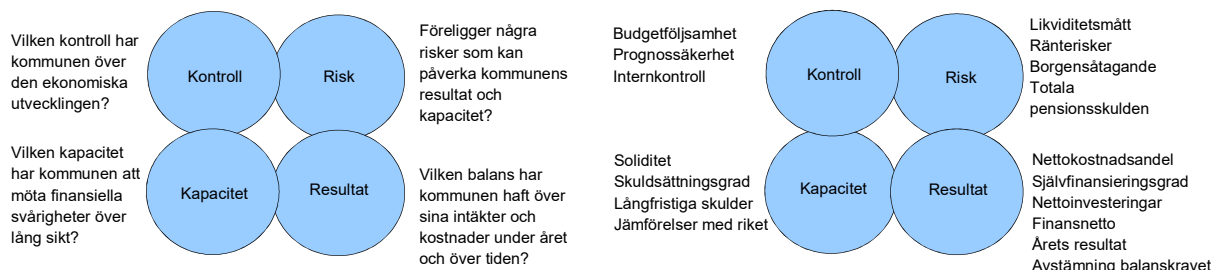 Vilken kontroll har
kommunen över
den ekonomiska
utvecklingen?
Kontroll
Risk
Föreligger några
risker som kan
påverka kommunens
resultat och
kapacitet?
Vilken kapacitet
har kommunen att
möta finansiella
svårigheter över
lång sikt?
Kapacitet
Resultat
Vilken balans har
kommunen haft över
sina intäkter och
kostnader under året
och över tiden?
Budgetföljsamhet
Prognossäkerhet
Internkontroll
Kontroll
Risk
Likviditetsmått
Ränterisker
Borgensåtagande
Totala
pensionsskulden
Soliditet
Skuldsättningsgrad
Långfristiga skulder
Jämförelser med riket
Kapacitet
Resultat
Nettokostnadsandel
Självfinansieringsgrad
Nettoinvesteringar
Finansnetto
Årets resultat
Avstämning balanskravet